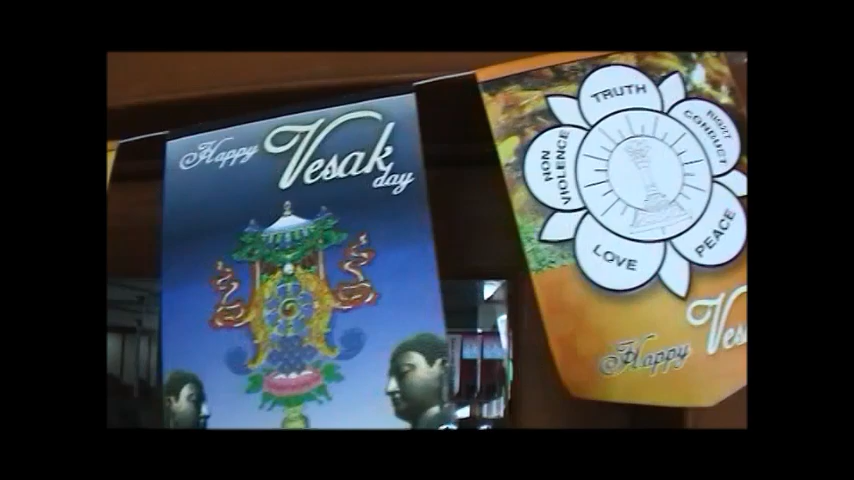 Happy Vesak
day
TRUTH
RIGHT
CONDUCT
PEACE
LOVE
NON
VIOLENCE
Happy